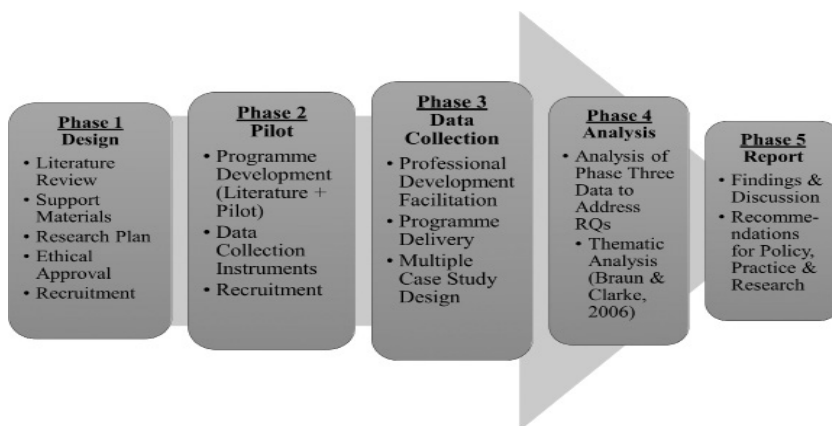 Phase 1
Design
• Literature
Review
• Support
Materials
• Research Plan
• Ethical
Approval
• Recruitment
Phase 2
Pilot
• Programme
Development
(Literature +
Pilot)
• Data
Collection
Instruments
• Recruitment
Phase 3
Data
Collection
• Professional
Development
Facilitation
• Programme
Delivery
• Multiple
Case Study
Design
Phase 4
Analysis
• Analysis of
Phase Three
Data to
Address
RQs
• Thematic
Analysis
(Braun &
Clarke,
2006)
Phase 5
Report
• Findings &
Discussion
• Recomme-
ndations
for Policy,
Practice &
Research